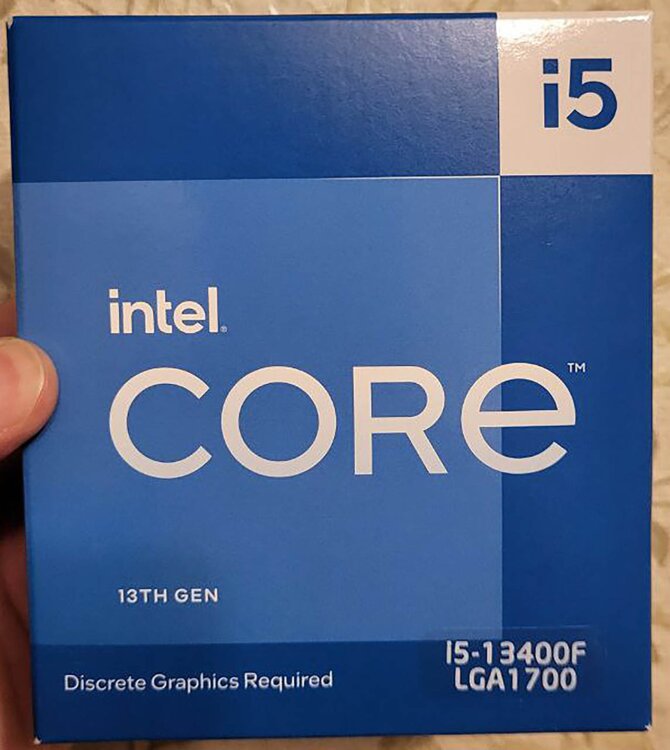 i5
intel®
CORE™
13TH GEN
Discrete Graphics Required
i5-13400F
LGA1700